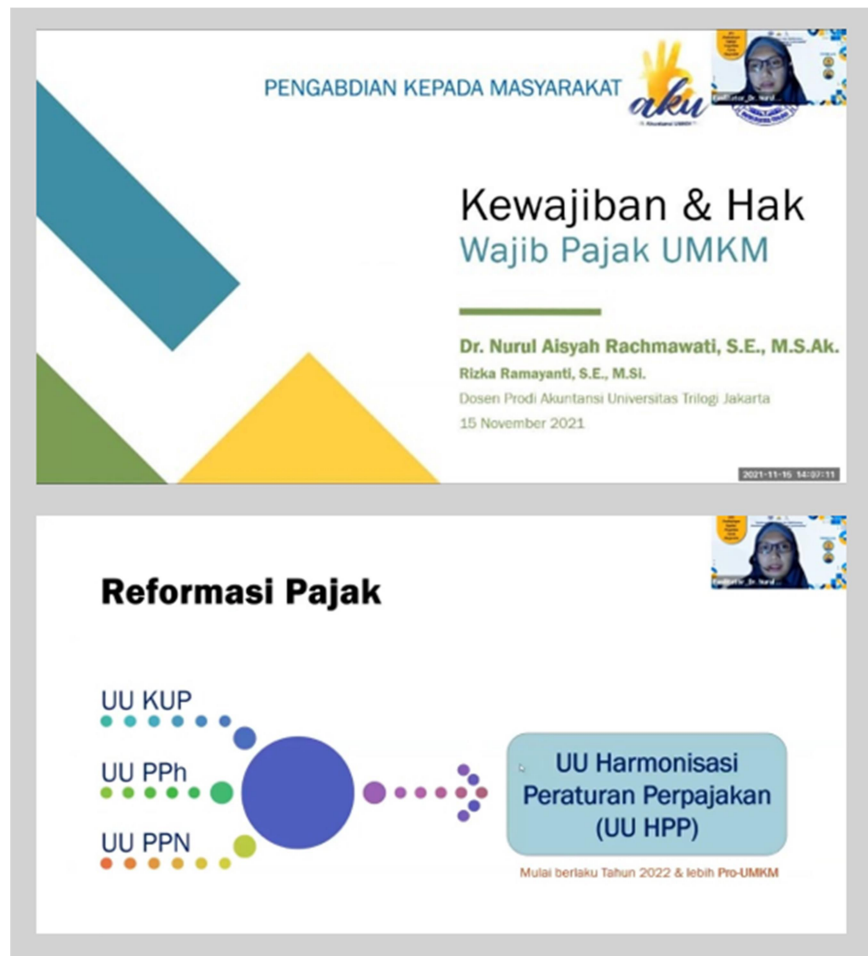 PENGABDIAN KEPADA MASYARAKAT
aku
Kewajiban & Hak
Wajib Pajak UMKM
Dr. Nurul Aisyah Rachmawati, S.E., M.S.Ak.
Rizka Ramayanti, S.E., M.Si.
Dosen Prodi Akuntansi Universitas Trilogi Jakarta
15 November 2021
2021-11-15 14:07:11
Reformasi Pajak
UU KUP
UU PPh
UU PPN
UU Harmonisasi
Peraturan Perpajakan
(UU HPP)
Mulai berlaku Tahun 2022 & lebih Pro-UMKM